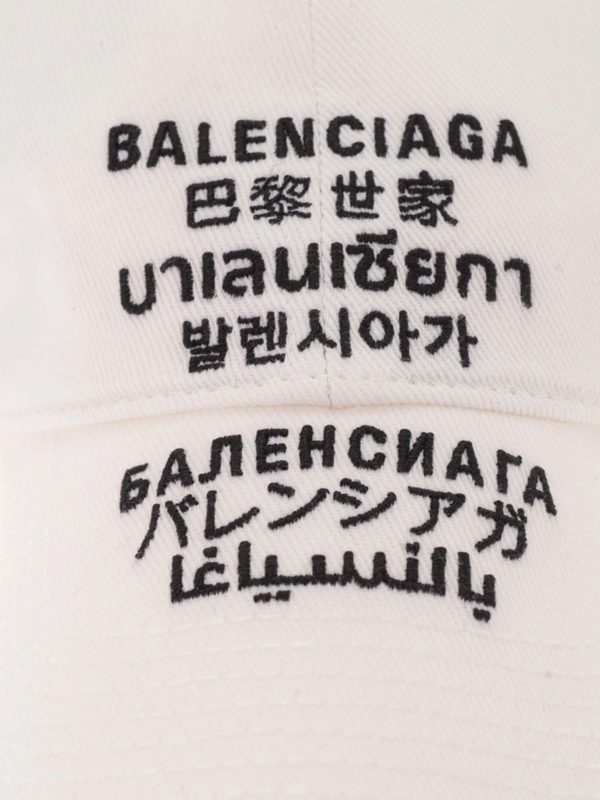 BALENCIAGA
巴黎世家
บาเลนเซียกา
발렌시아가
БАЛЕНСИАГА
バレンシアガ
يالنسيياغا